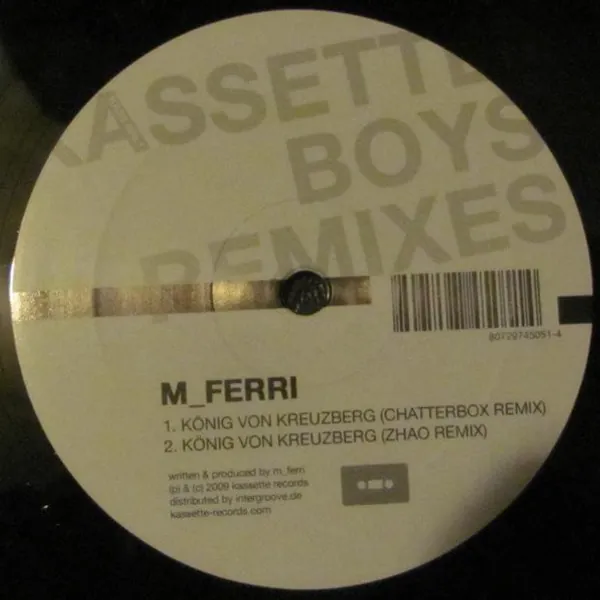 KASSETTE
BOYS
REMIXES
80729745051-4
M_FERRI
1. KÖNIG VON KREUZBERG (CHATTERBOX REMIX)
2. KÖNIG VON KREUZBERG (ZHAO REMIX)
written & produced by m_ferri
(p) & (c) 2009 kassette records
distributed by intergroove.de
kassette-records.com